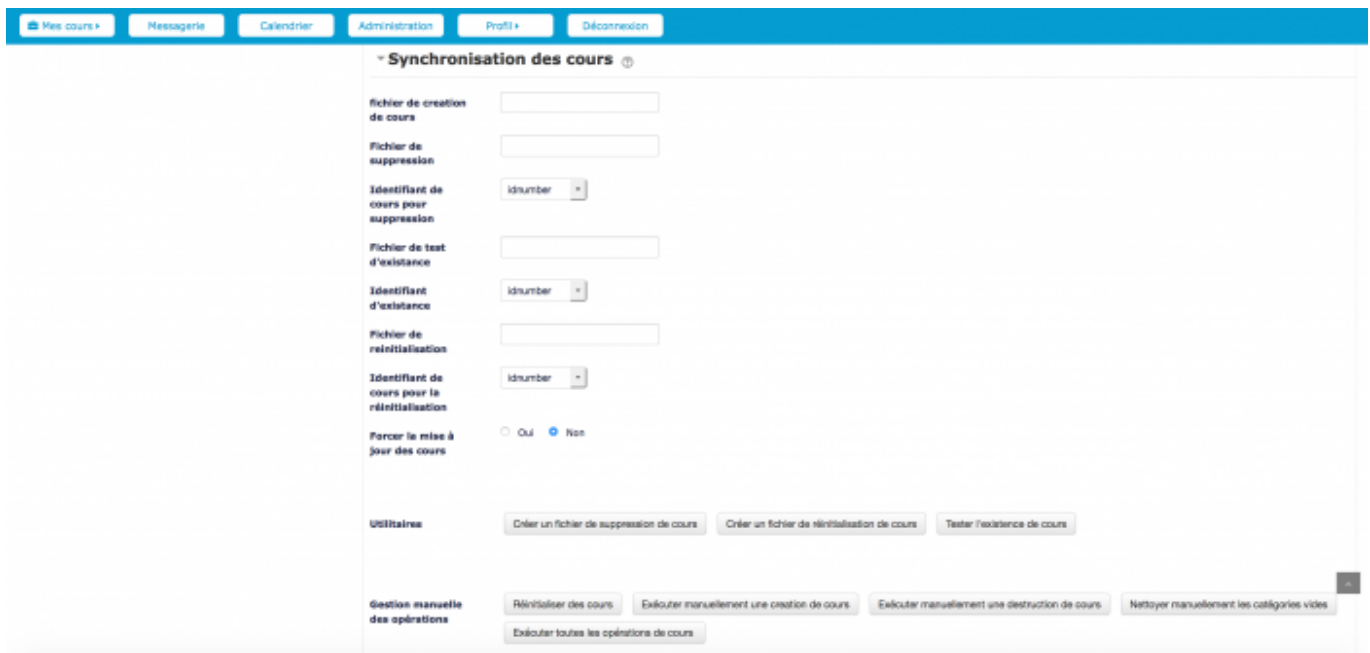 Mes cours Messagerie Calendrier Administration Profil Déconnexion
Synchronisation des cours
fichier de creation
de cours
Fichier de
suppression
Identifiant de idnumber
cours pour
suppression
Fichier de test
d'existance
Identifiant idnumber
d'existance
Fichier de
reinitialisation
Identifiant de idnumber
cours pour la
réinitialisation
Forcer la mise à Oui Non
jour des cours
Utilitaires Créer un fichier de suppression de cours Créer un fichier de réinitialisation de cours Tester l'existence de cours
Gestion manuelle Réinitialiser des cours Exécuter manuellement une creation de cours Exécuter manuellement une destruction de cours Nettoyer manuellement les catégories vides
des opérations Exécuter toutes les opérations de cours